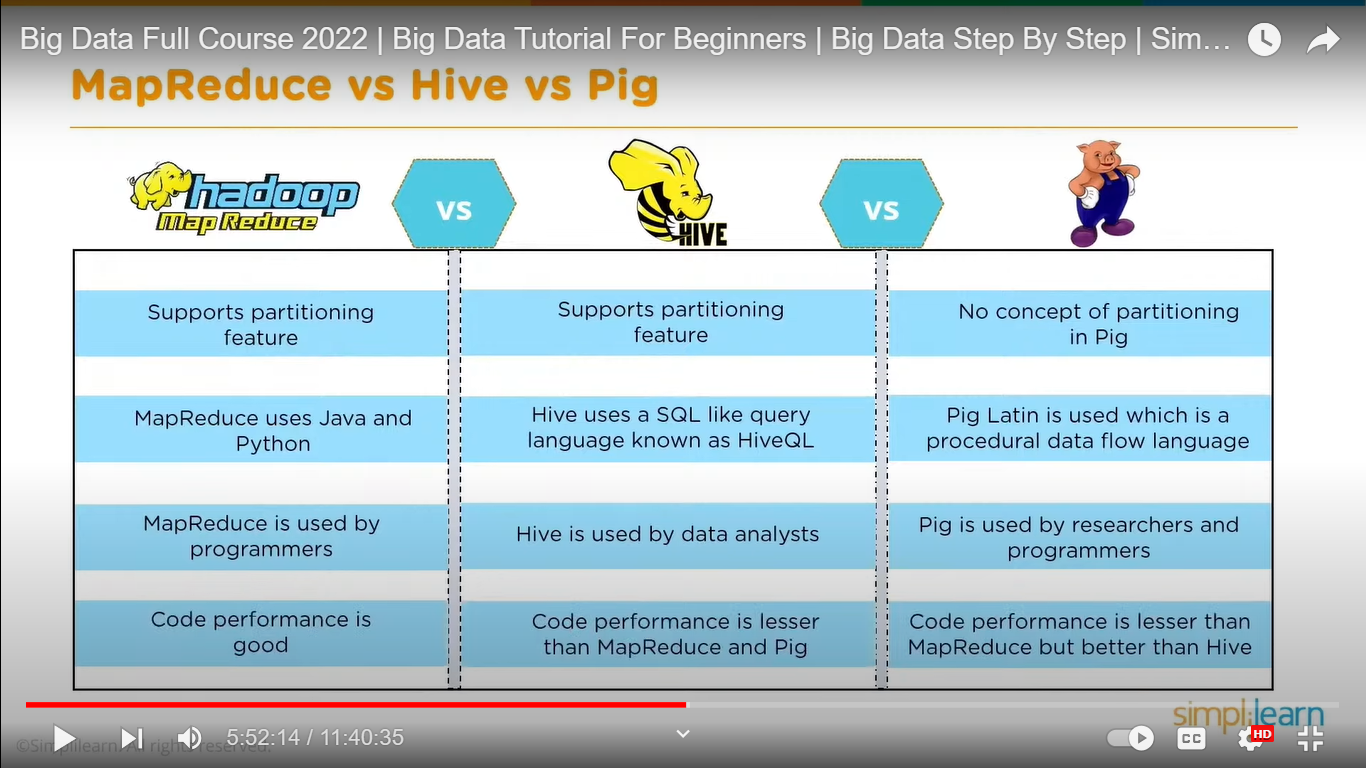 Big Data Full Course 2022 | Big Data Tutorial For Beginners | Big Data Step By Step | Sim...
MapReduce vs Hive vs Pig
hadoop
Map Reduce
vs
HIVE
vs
Supports partitioning
feature
Supports partitioning
feature
No concept of partitioning
in Pig
MapReduce uses Java and
Python
Hive uses a SQL like query
language known as HiveQL
Pig Latin is used which is a
procedural data flow language
MapReduce is used by
programmers
Hive is used by data analysts
Pig is used by researchers and
programmers
Code performance is
good
Code performance is lesser
than MapReduce and Pig
Code performance is lesser than
MapReduce but better than Hive
simplilearn
©Simplilearn. All rights reserved.
5:52:14 / 11:40:35
CC
HD